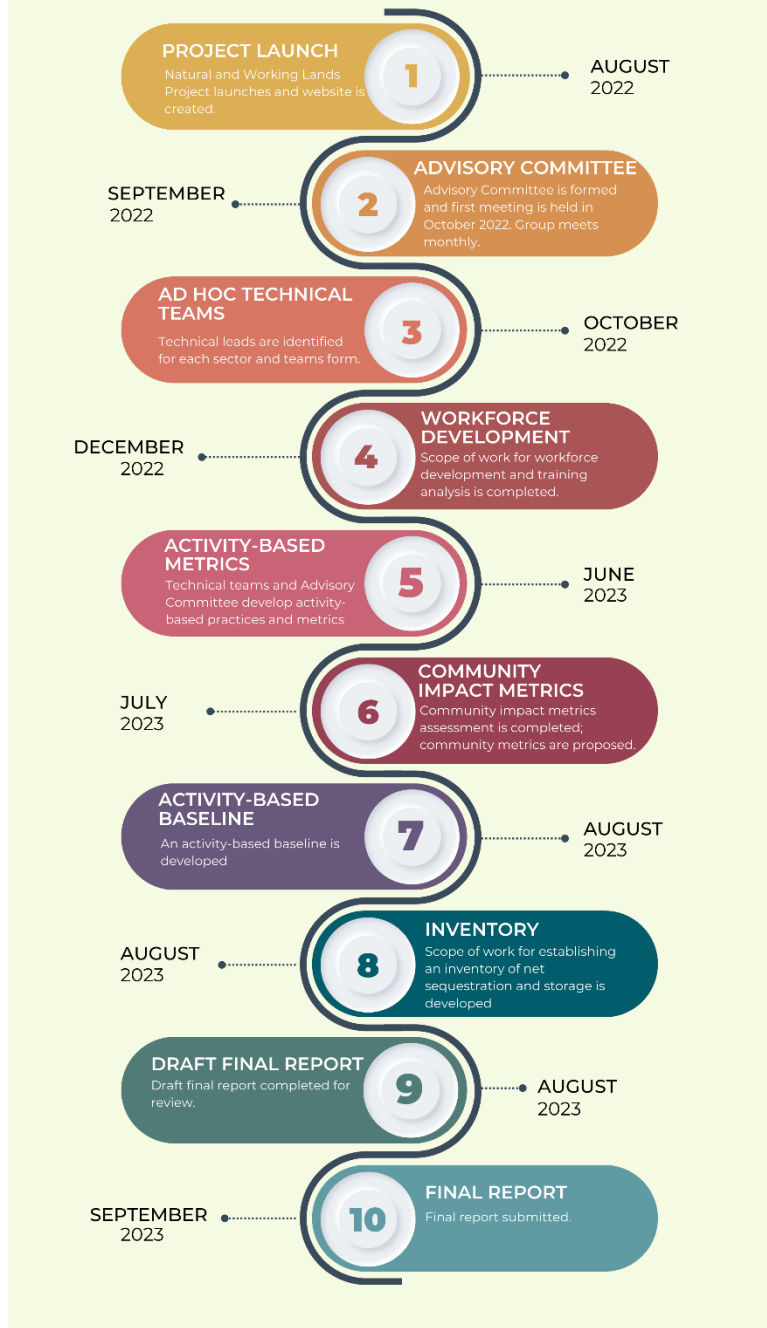 PROJECT LAUNCH
Natural and Working Lands
Project launches and website is
created.
1
AUGUST
2022
SEPTEMBER
2022
2
ADVISORY COMMITTEE
Advisory Committee is formed
and first meeting is held in
October 2022. Group meets
monthly.
AD HOC TECHNICAL
TEAMS
Technical leads are identified
for each sector and teams form.
3
OCTOBER
2022
DECEMBER
2022
4
WORKFORCE
DEVELOPMENT
Scope of work for workforce
development and training
analysis is completed.
ACTIVITY-BASED
METRICS
Technical teams and Advisory
Committee develop activity-
based practices and metrics
5
JUNE
2023
JULY
2023
6
COMMUNITY
IMPACT METRICS
Community impact metrics
assessment is completed;
community metrics are proposed.
ACTIVITY-BASED
BASELINE
An activity-based baseline is
developed
7
AUGUST
2023
AUGUST
2023
8
INVENTORY
Scope of work for establishing
an inventory of net
sequestration and storage is
developed
DRAFT FINAL REPORT
Draft final report completed for
review.
9
AUGUST
2023
SEPTEMBER
2023
10
FINAL REPORT
Final report submitted.